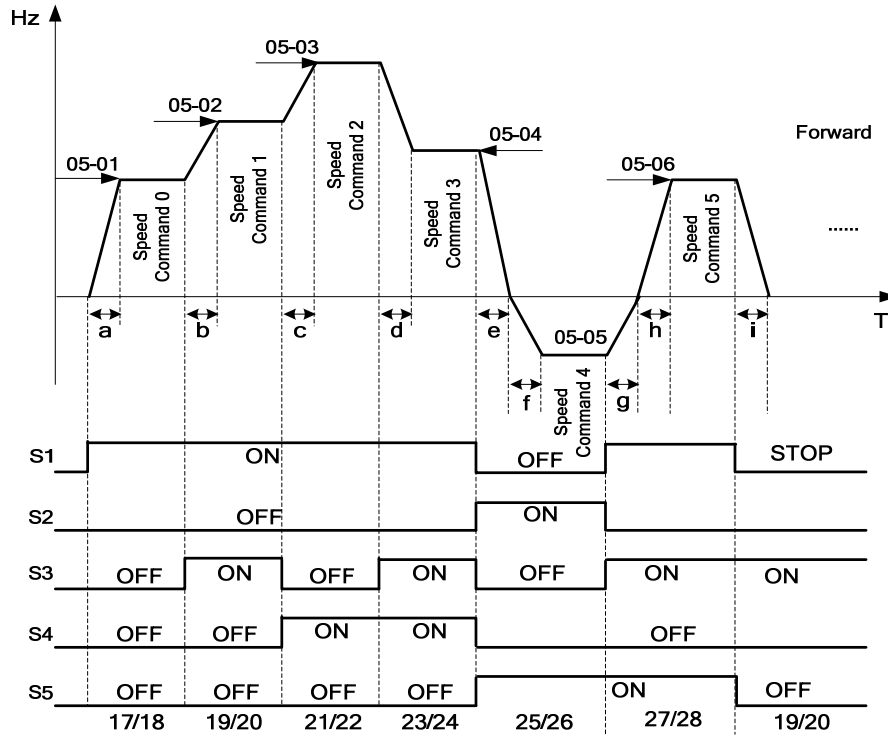 Hz
05-03
05-02
05-04
Forward
05-01
05-06
Speed
Command 0
Speed
Command 1
Speed
Command 2
Speed
Command 3
Speed
Command 5
......
T
a
b
c
d
e
h
i
05-05
f
g
Speed
Command 4
S1
ON
OFF
STOP
S2
OFF
ON
S3
OFF
ON
OFF
ON
OFF
ON
ON
S4
OFF
OFF
ON
ON
OFF
S5
OFF
OFF
OFF
OFF
ON
OFF
17/18
19/20
21/22
23/24
25/26
27/28
19/20